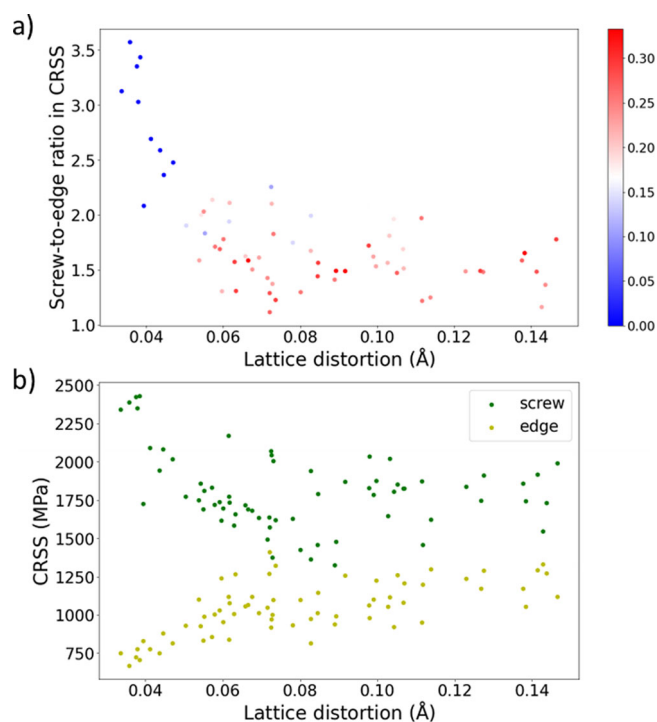 a)
Screw-to-edge ratio in CRSS
3.5
3.0
2.5
2.0
1.5
1.0
0.04 0.06 0.08 0.10 0.12 0.14
Lattice distortion (Å)
0.30
0.25
0.20
0.15
0.10
0.05
0.00
b)
CRSS (MPa)
2500
2250
2000
1750
1500
1250
1000
750
screw
edge
0.04 0.06 0.08 0.10 0.12 0.14
Lattice distortion (Å)